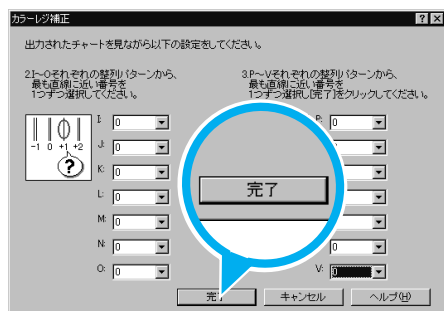 カラーレジ補正
出力されたチャートを見ながら以下の設定をしてください。
2.I～Oそれぞれの整列パターンから、
最も直線に近い番号を
1つずつ選択してください。
3.P～Vそれぞれの整列パターンから、
最も直線に近い番号を
1つずつ選択し[完了]をクリックしてください。
-1 0 +1 +2
?
I: 0
J: 0
K: 0
L: 0
M: 0
N: 0
O: 0
P: 0
完了
0
V: 0
完了
キャンセル
ヘルプ(H)